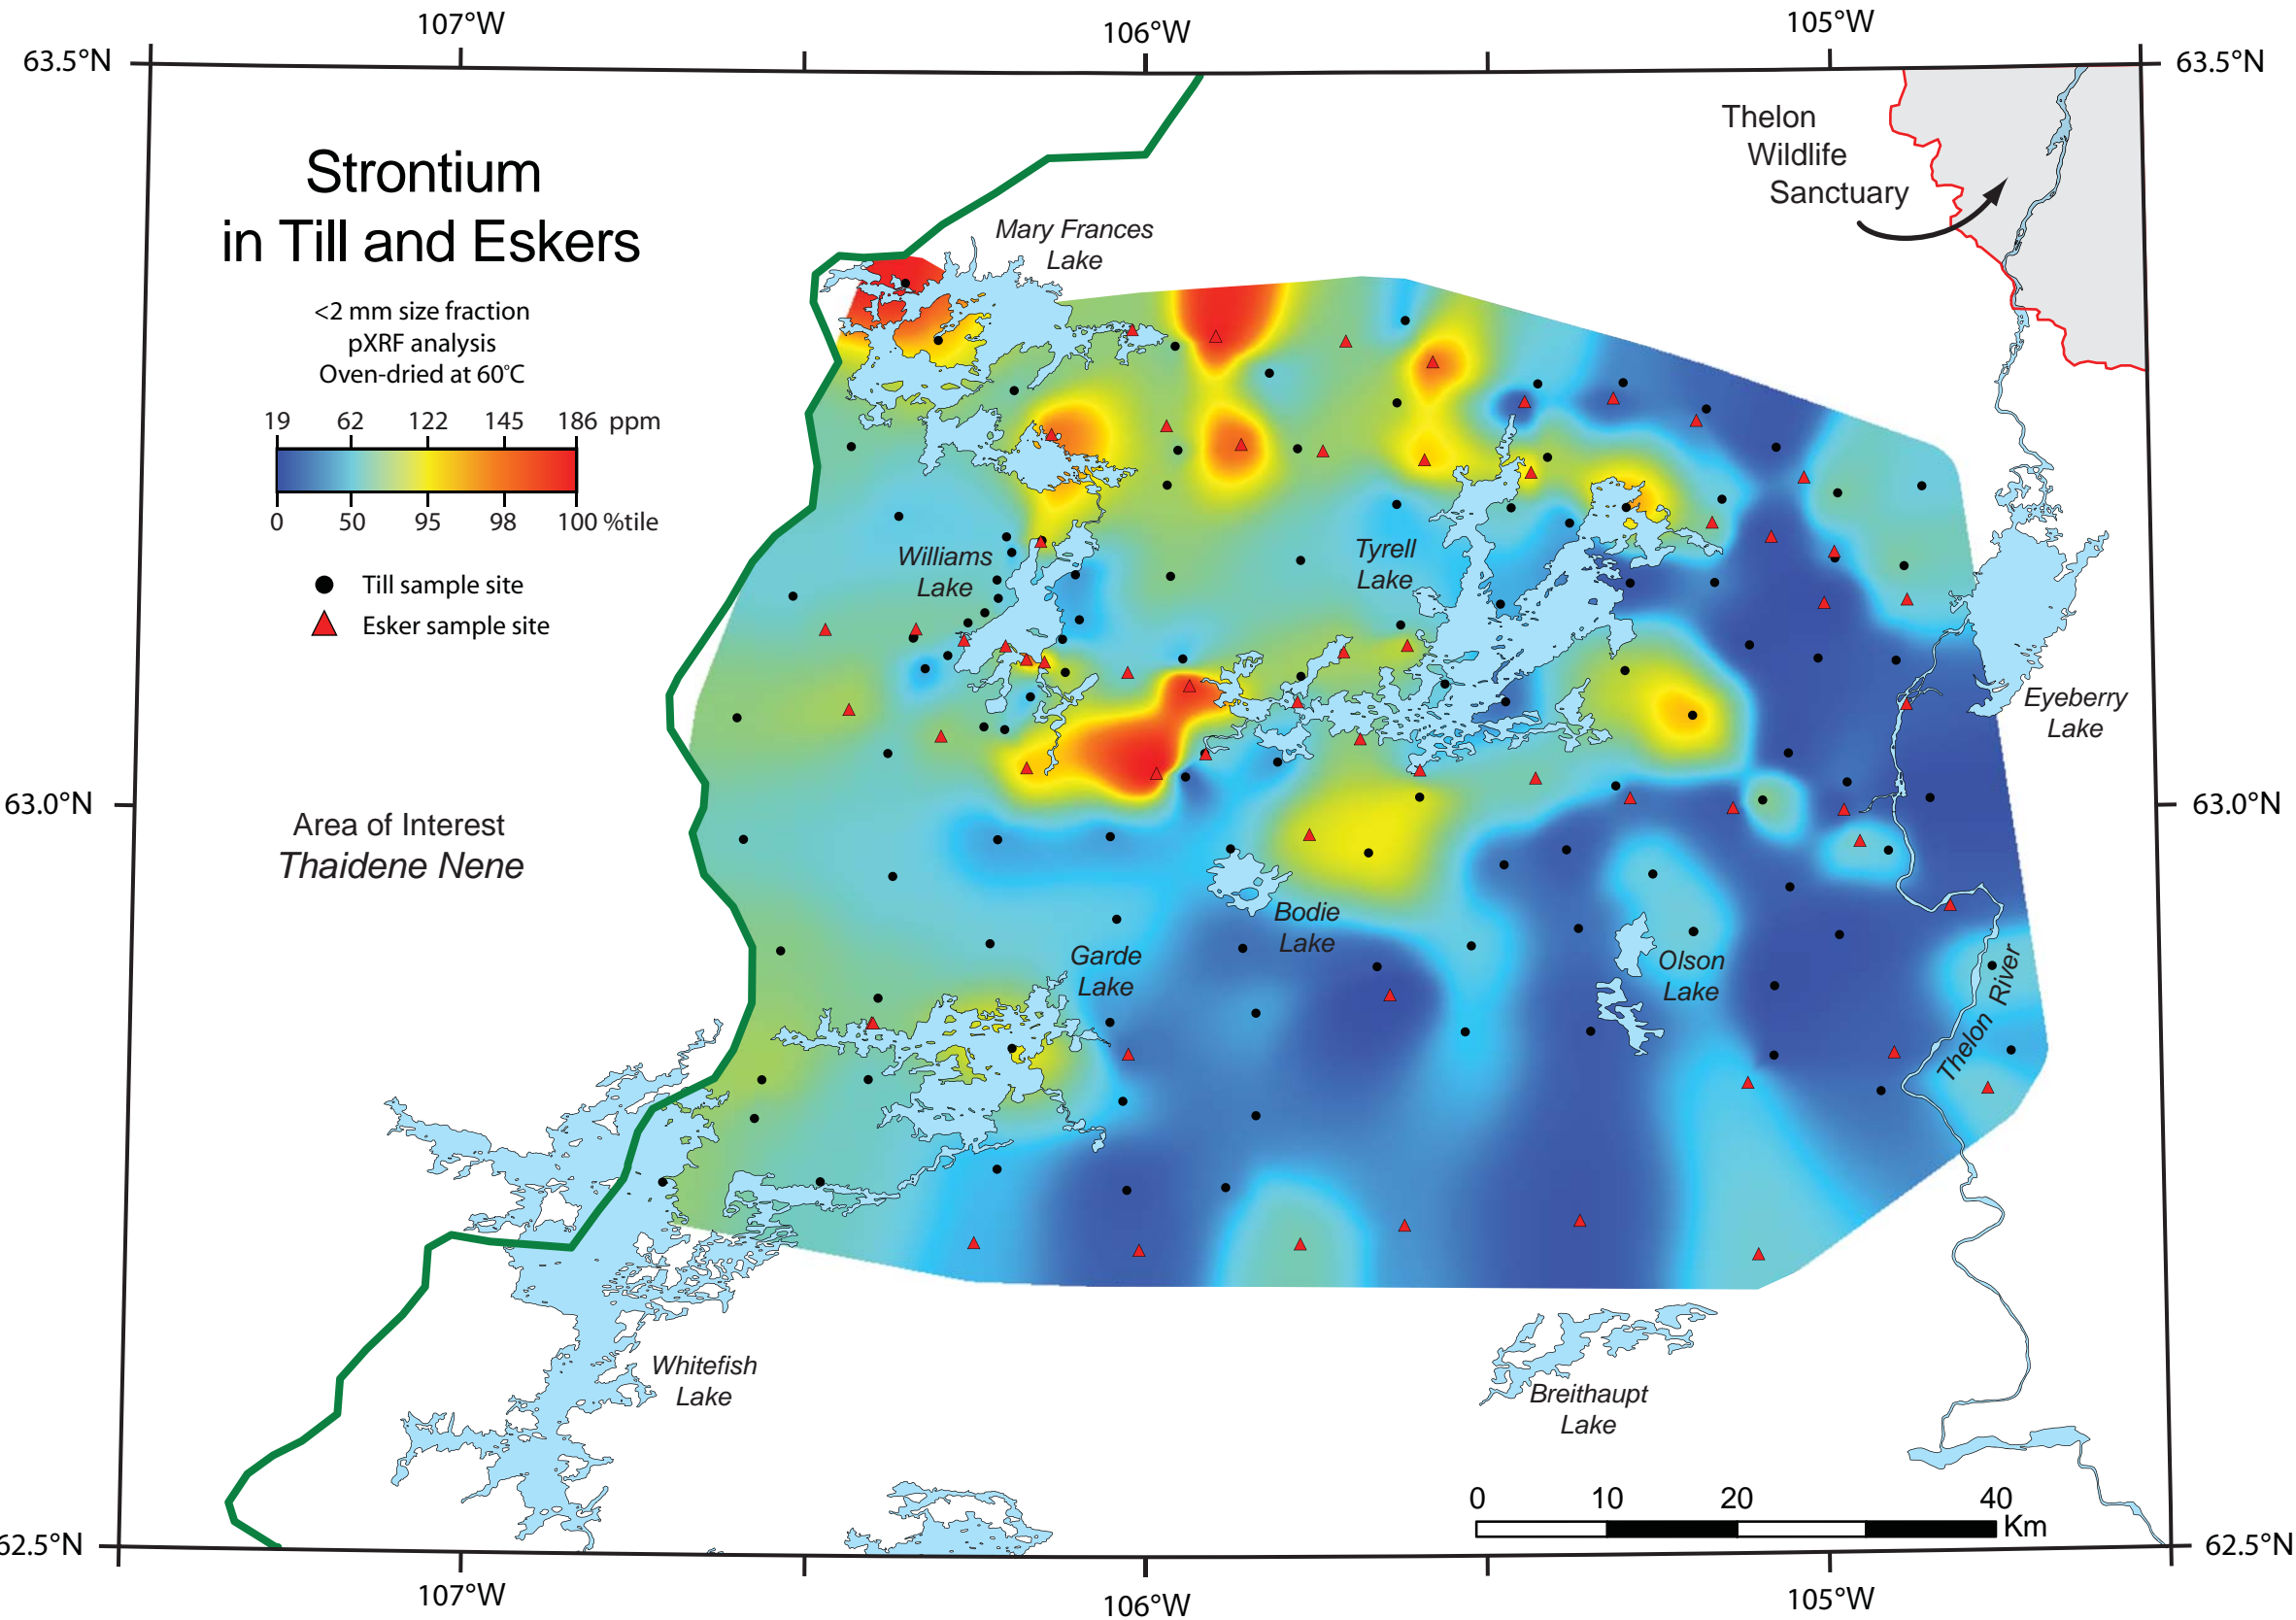 107°W
106°W
105°W
63.5°N
63.5°N
Thelon
Wildlife
Sanctuary
Strontium
in Till and Eskers
<2 mm size fraction
pXRF analysis
Oven-dried at 60°C
19 62 122 145 186 ppm
0 50 95 98 100 %tile
Till sample site
Esker sample site
Mary Frances
Lake
Williams
Lake
Tyrell
Lake
Eyeberry
Lake
63.0°N
63.0°N
Area of Interest
Thaidene Nene
Bodie
Lake
Garde
Lake
Olson
Lake
Thelon River
Whitefish
Lake
Breithaupt
Lake
0 10 20 40
Km
62.5°N
62.5°N
107°W
106°W
105°W